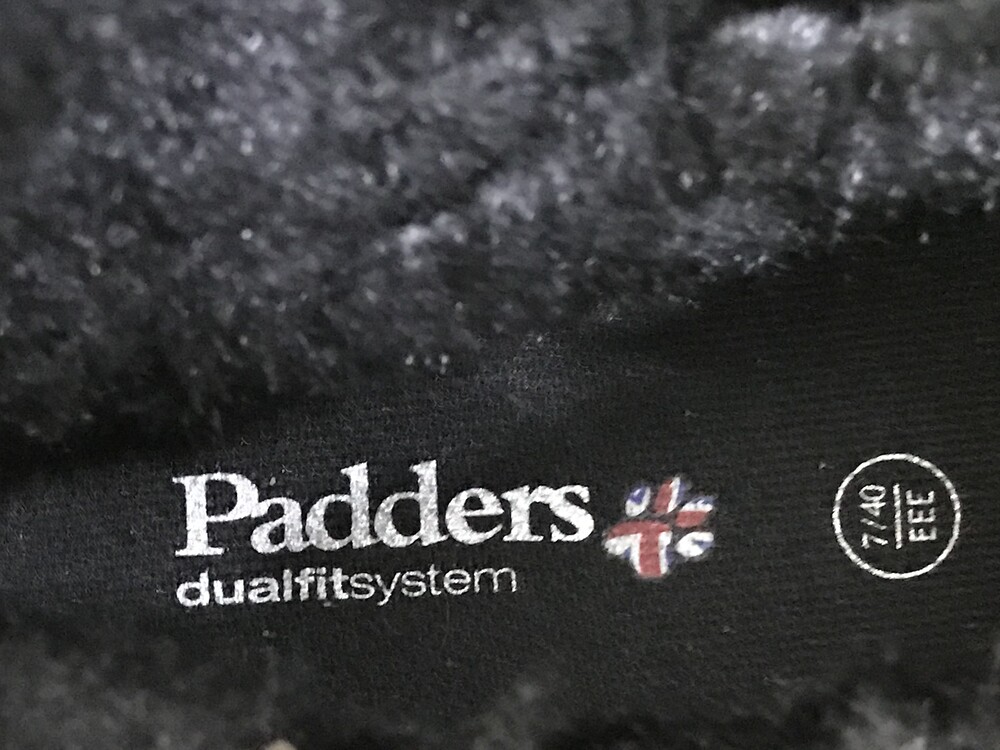 Padders
dualfitsystem
7/40
EEE